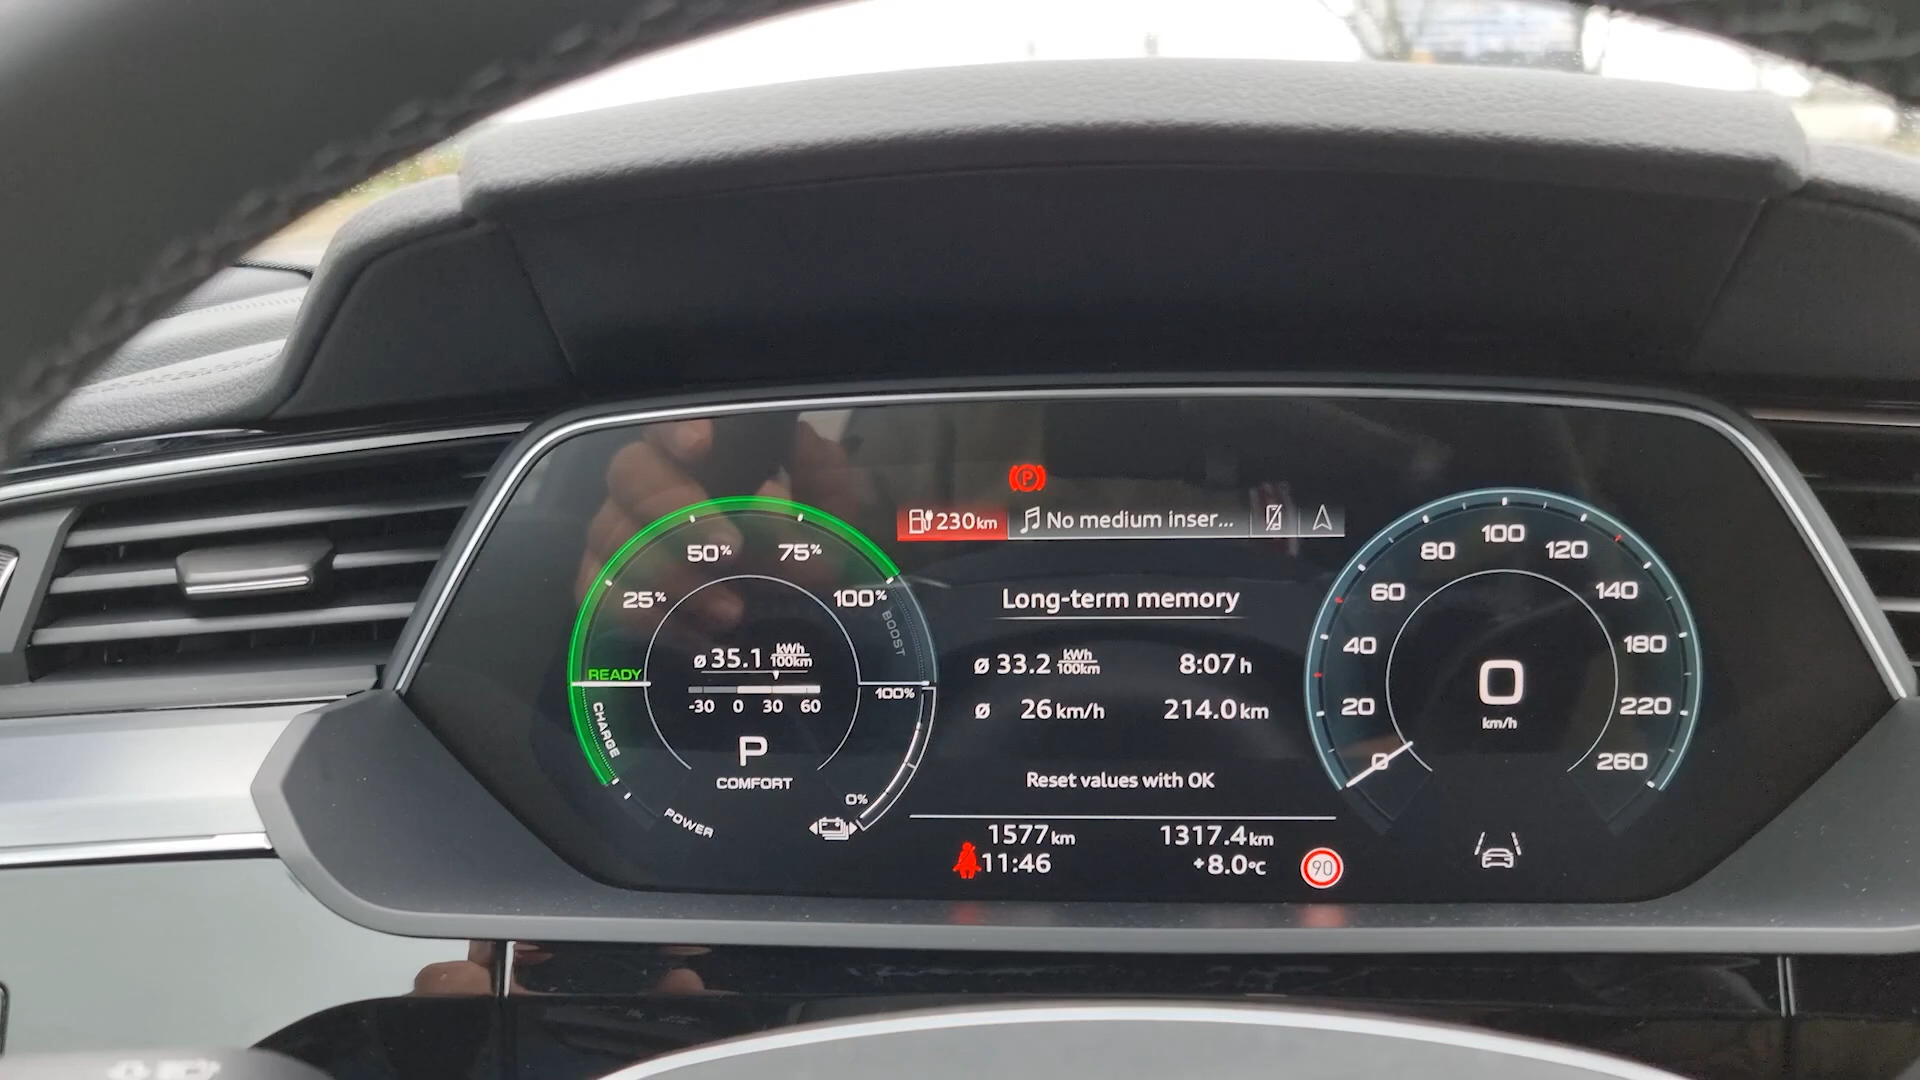 P
230km
No medium inser...
50% 75%
25% 100%
BOOST
ø 35.1 kWh/100km
READY
-30 0 30 60
100%
CHARGE
P
COMFORT
0%
POWER
Long-term memory
ø 33.2 kWh/100km 8:07 h
ø 26 km/h 214.0 km
Reset values with OK
1577 km 1317.4 km
11:46 +8.0°C
90
0 20 40 60 80 100 120 140 180 220 260
0
km/h